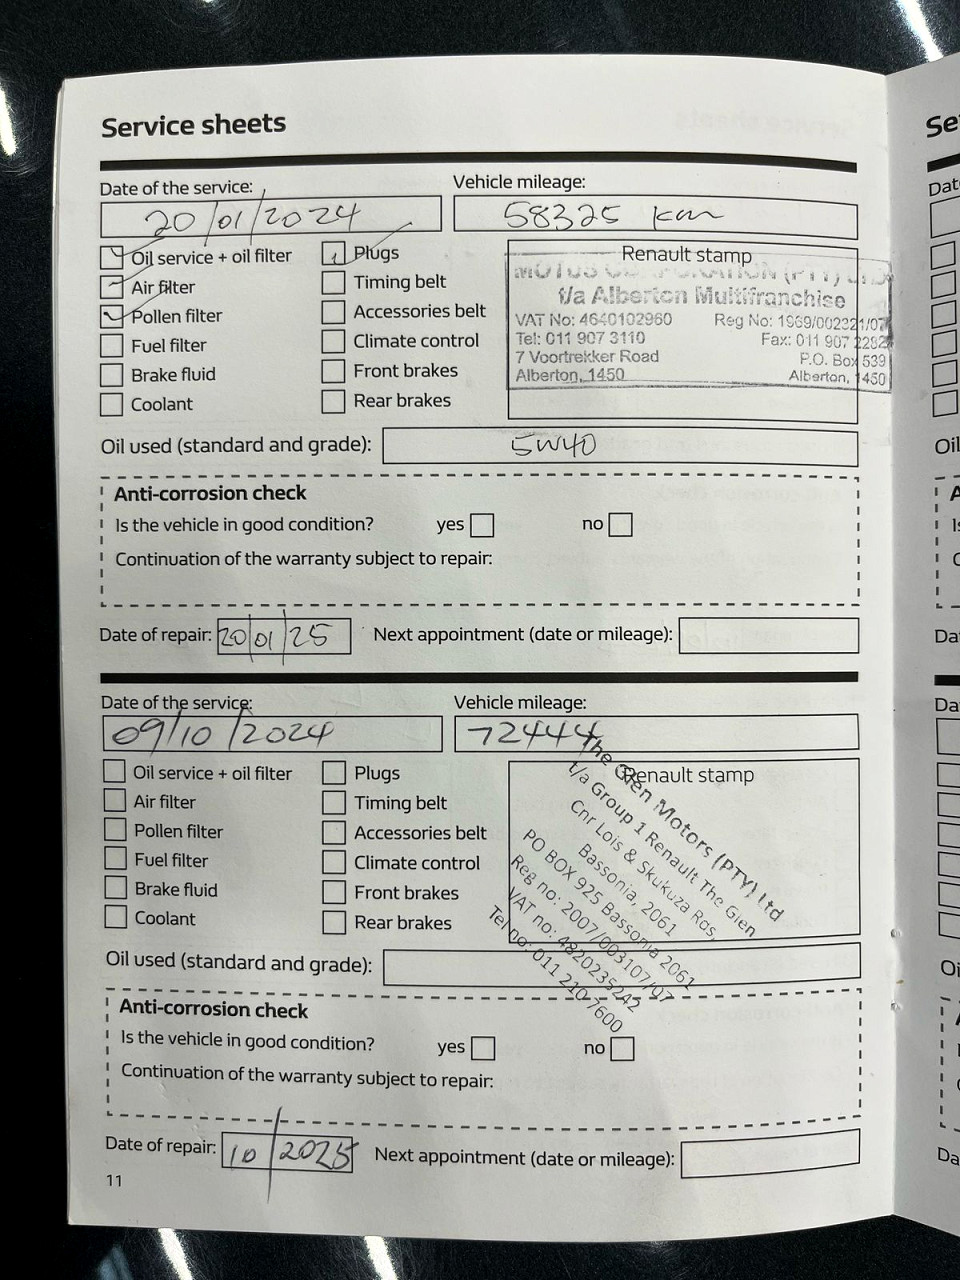 Service sheets
Date of the service: Vehicle mileage:
20/01/2024 58325 km
Oil service + oil filter Plugs Renault stamp
Air filter Timing belt
Pollen filter Accessories belt
Fuel filter Climate control
Brake fluid Front brakes
Coolant Rear brakes
MOTUS CORPORATION (PTY) LTD
t/a Alberton Multifranchise
VAT No: 4640102960 Reg No: 1969/002321/07
Tel: 011 907 3110 Fax: 011 907 2282
7 Voortrekker Road P.O. Box 539
Alberton, 1450 Alberton, 1450
Oil used (standard and grade): 5W40
Anti-corrosion check
Is the vehicle in good condition? yes no
Continuation of the warranty subject to repair:
Date of repair: 20/01/25 Next appointment (date or mileage):
Date of the service: Vehicle mileage:
09/10/2024 72444
Oil service + oil filter Plugs Renault stamp
Air filter Timing belt
Pollen filter Accessories belt
Fuel filter Climate control
Brake fluid Front brakes
Coolant Rear brakes
The Glen Motors (PTY) Ltd
t/a Group 1 Renault The Glen
Cnr Lois & Skukuza Ras,
Bassonia, 2061
PO BOX 925 Bassonia 2061
Reg no: 2007/003107/07
VAT no: 4820235242
Tel no: 011 210 7600
Oil used (standard and grade):
Anti-corrosion check
Is the vehicle in good condition? yes no
Continuation of the warranty subject to repair:
Date of repair: 10/2025 Next appointment (date or mileage):
11